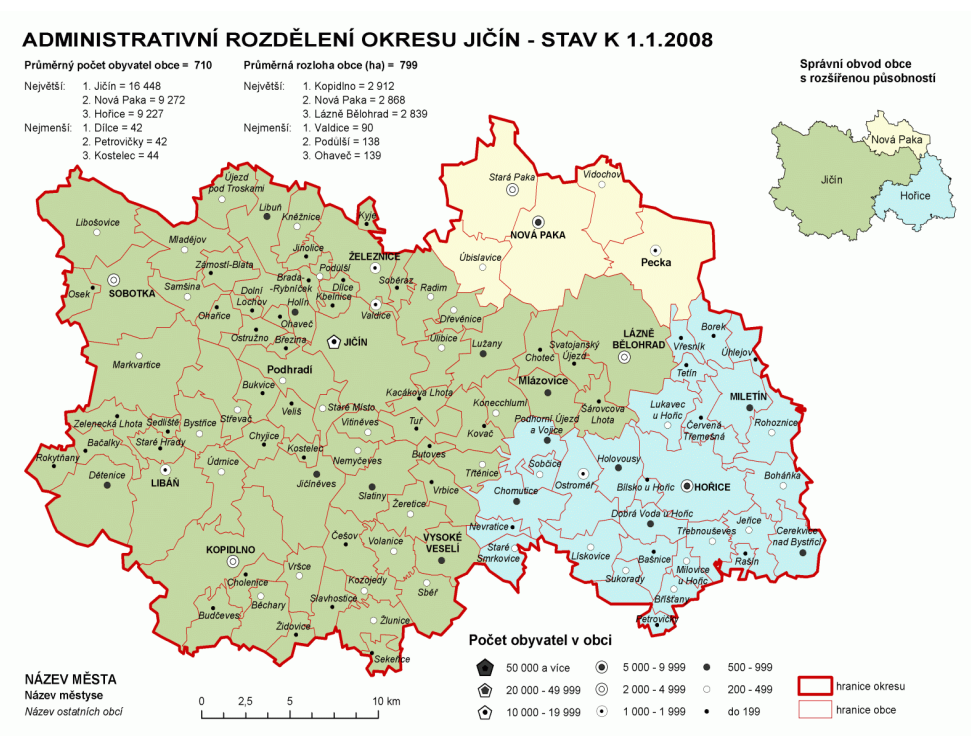 ADMINISTRATIVNÍ ROZDĚLENÍ OKRESU JIČÍN - STAV K 1.1.2008
Průměrný počet obyvatel obce = 710
Největší: 1. Jičín = 16 448
2. Nová Paka = 9 272
3. Hořice = 9 227
Nejmenší: 1. Dílce = 42
2. Petrovičky = 42
3. Kostelec = 44
Průměrná rozloha obce (ha) = 799
Největší: 1. Kopidlno = 2 912
2. Nová Paka = 2 868
3. Lázně Bělohrad = 2 839
Nejmenší: 1. Valdice = 90
2. Podůlší = 138
3. Ohaveč = 139
Správní obvod obce
s rozšířenou působností
Nová Paka
Jičín
Hořice
Stará Paka
Vidochov
NOVÁ PAKA
Úbislavice
Pecka
Újezd
pod Troskami
Libuň
Kněžnice
Kyje
Libošovice
Mladějov
Jinolice
ŽELEZNICE
Zámostí-Blata
Podůlší
Brada-
-Rybníček
Dílce
Soběraz
Radim
Osek
SOBOTKA
Samšina
Dolní
Lochov
Holín
Kbelnice
Valdice
Ohařice
Ohaveč
Dřevěnice
Ostružno
Březina
JIČÍN
Úlibice
Lužany
Choteč
Svatojanský
Újezd
LÁZNĚ
BĚLOHRAD
Borek
Vřesník
Úhlejov
Tetín
Markvartice
Podhradí
Bukvice
Mlázovice
Kacákova Lhota
Konecchlumí
Sárovcova
Lhota
Lukavec
u Hořic
MILETÍN
Červená
Třemešná
Rohoznice
Zelenecká Lhota
Sedliště
Bystřice
Střevač
Veliš
Staré Místo
Vitiněves
Tuř
Kovač
Podhorní Újezd
a Vojice
Bačalky
Staré Hrady
Chyjice
Kostelec
Nemyčeves
Butoves
Rokytňany
Dětenice
LIBÁŇ
Údrnice
Jičíněves
Slatiny
Vrbice
Třtěnice
Sobčice
Ostroměř
Holovousy
Bílsko u Hořic
HOŘICE
Boháňka
Chomutice
Žeretice
Dobrá Voda u Hořic
Nevratice
Třebnouševes
Jeřice
Cerekvice
nad Bystřicí
KOPIDLNO
Češov
Volanice
VYSOKÉ
VESELÍ
Staré
Smrkovice
Lískovice
Bašnice
Milovice
u Hořic
Rašín
Vršce
Cholenice
Kozojedy
Sběř
Sukorady
Běchary
Slavhostice
Bříšťany
Budčeves
Židovice
Žlunice
Petrovičky
Sekeřice
NÁZEV MĚSTA
Název městyse
Název ostatních obcí
0 2,5 5 10 km
Počet obyvatel v obci
50 000 a více
20 000 - 49 999
10 000 - 19 999
5 000 - 9 999
2 000 - 4 999
1 000 - 1 999
500 - 999
200 - 499
do 199
hranice okresu
hranice obce